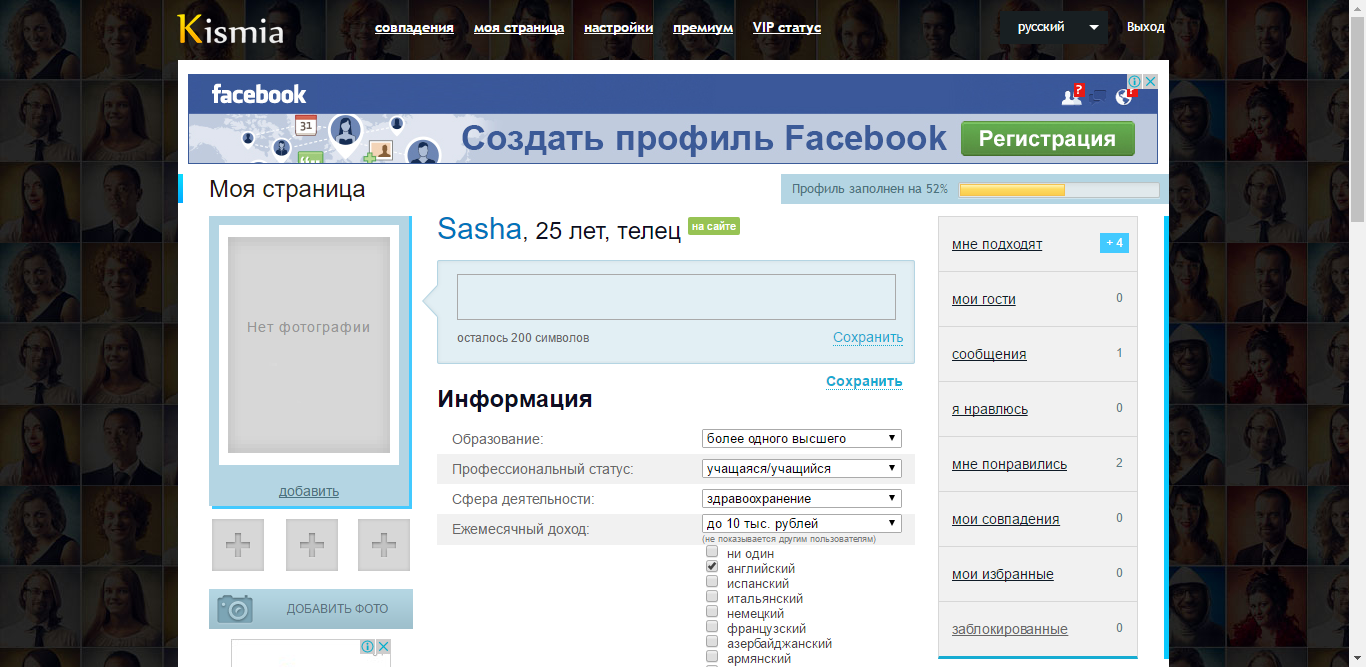 Kismia
совпадения моя страница настройки премиум VIP статус
русский
Выход
facebook
?
31
Создать профиль Facebook
Регистрация
Моя страница
Профиль заполнен на 52%
Нет фотографии
добавить
ДОБАВИТЬ ФОТО
Sasha, 25 лет, телец на сайте
осталось 200 символов
Сохранить
Сохранить
Информация
Образование: более одного высшего
Профессиональный статус: учащаяся/учащийся
Сфера деятельности: здравоохранение
Ежемесячный доход: до 10 тыс. рублей
(не показывается другим пользователям)
ни один
английский
испанский
итальянский
немецкий
французский
азербайджанский
армянский
мне подходят + 4
мои гости 0
сообщения 1
я нравлюсь 0
мне понравились 2
мои совпадения 0
мои избранные 0
заблокированные 0